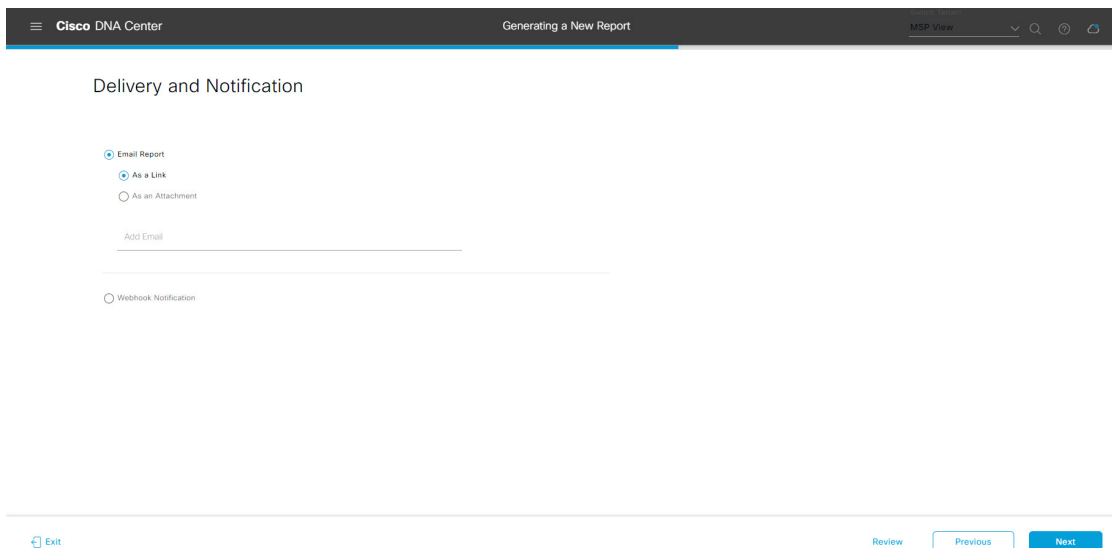 Cisco DNA Center
Generating a New Report
MSP View
Delivery and Notification
Email Report
As a Link
As an Attachment
Add Email
Webhook Notification
Exit
Review
Previous
Next